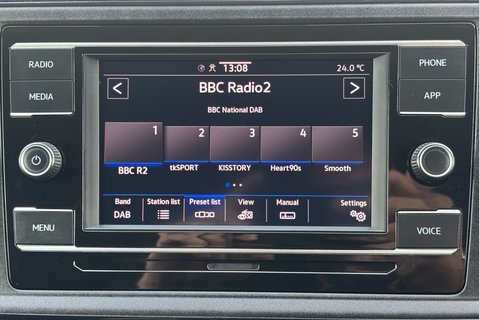 RADIO
MEDIA
MENU
13:08
24.0 °C
BBC Radio2
BBC National DAB
1 2 3 4 5
BBC R2 tkSPORT KISSTORY Heart90s Smooth
Band Station list Preset list View Manual Settings
DAB
PHONE
APP
VOICE